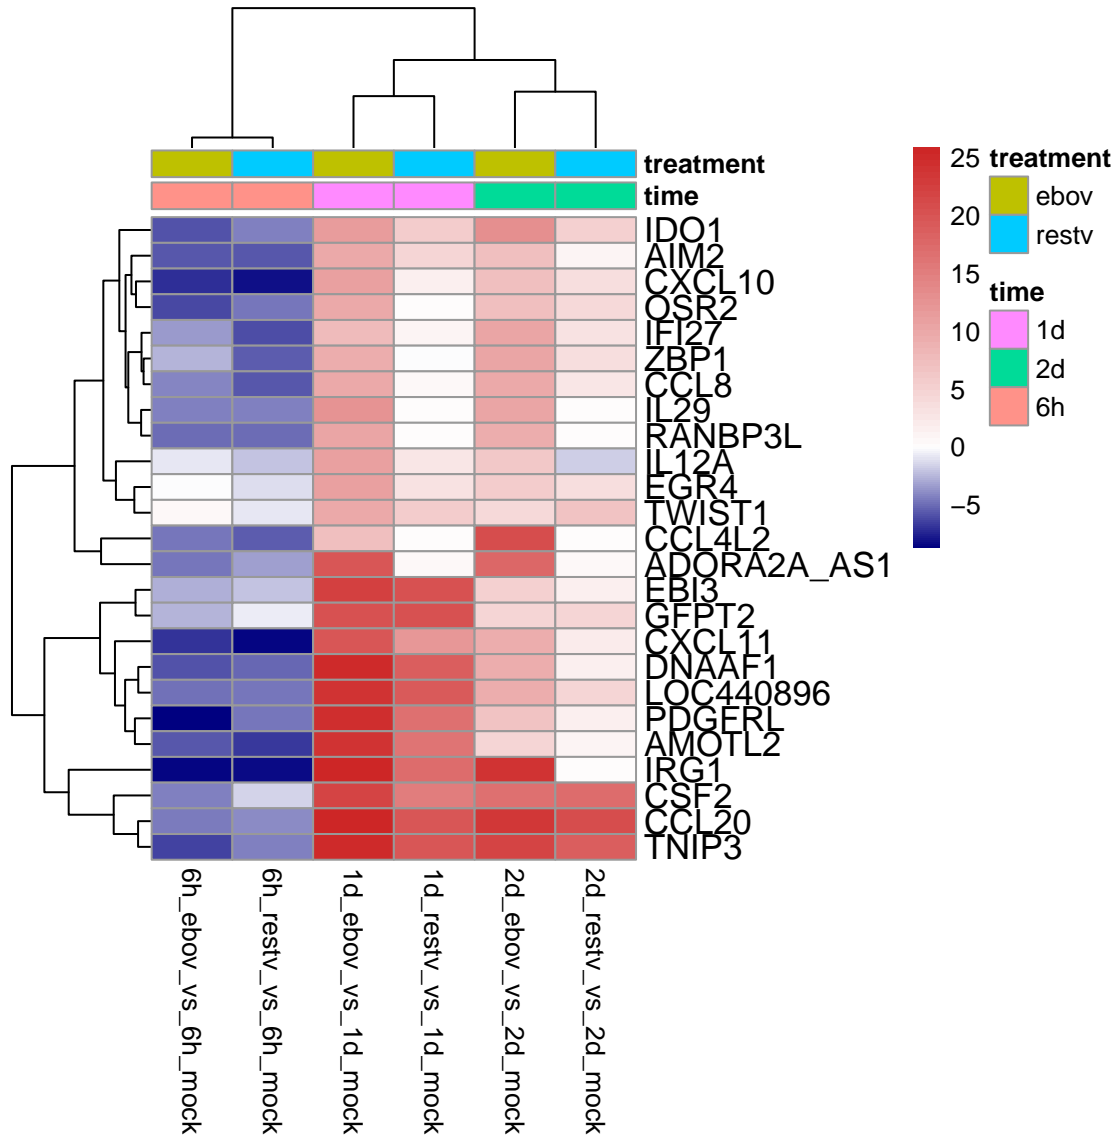 treatment
time
IDO1
AIM2
CXCL10
OSR2
IFI27
ZBP1
CCL8
IL29
RANBP3L
IL12A
EGR4
TWIST1
CCL4L2
ADORA2A_AS1
EBI3
GFPT2
CXCL11
DNAAF1
LOC440896
PDGFRL
AMOTL2
IRG1
CSF2
CCL20
TNIP3
6h_ebov_vs_6h_mock
6h_restv_vs_6h_mock
1d_ebov_vs_1d_mock
1d_restv_vs_1d_mock
2d_ebov_vs_2d_mock
2d_restv_vs_2d_mock
25
20
15
10
5
0
−5
treatment
ebov
restv
time
1d
2d
6h